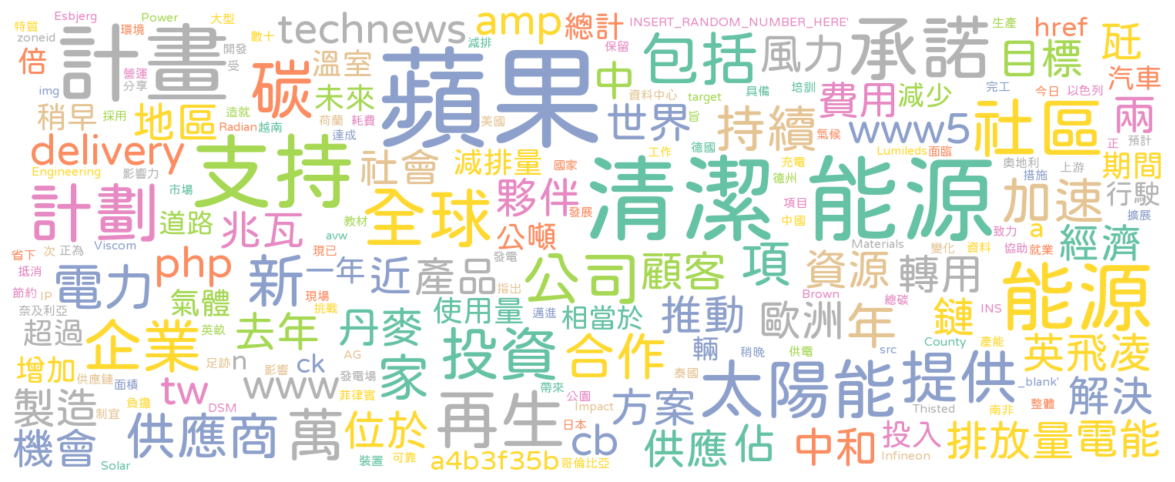 Esbjerg
Power
大型
特留
環境
數十
zoneid
開發
受
倍
計畫
technews
減排
amp
總計
INSERT_RANDOM_NUMBER_HERE'
保留
包括
風力
承諾
生產
href
目標
瓩
營運
分享
img
碳
溫室
蘋果
中
資料中心
target
具備
培訓
費用
減少
完工
今日
以色列
汽車
兩
稍早
採用
造就
地區
未來
Radian
越南
荷蘭
耗費
達成
美國
旨
世界
持續
氣候
www5
社區
正
預計
delivery
Engineering
影響力
支持
社會
減排量
國家
工作
德國
充電
德州
Lumileds
面臨
奧地利
措施
上游
期間
計劃
市場
道路
兆瓦
教材
全球
夥伴
發展
公噸
清潔
能源
項目
中國
加速
行駛
擴展
致力
省下
次
正為
Viscom
avw
現已
發電
a
協助
就業
經濟
抵消
節約
IP
奈及利亞
電力
php
氣體
新
現場
一年
近
挑戰
產品
指出
公司
邁進
顧客
項
資源
Materials
轉用
變化
資料
超過
企業
英畝
去年
丹麥
使用量
相當於
推動
Brown
歐洲
總碳
年
INS
鏈
能源
增加
供應鏈
面積
足跡
n
影響
ck
AG
發電場
家
投資
帶來
合作
泰國
輛
稍晚
供電
src
County
產能
英飛凌
製造
負擔
制宜
tw
DSM
www
萬
菲律賓
位於
再生
公園
Impact
日本
方案
太陽能
提供
Thisted
_blank'
南非
整體
解決
機會
Solar
供應商
裝置
可靠
a4b3f35b
cb
哥倫比亞
供應
佔
中和
投入
Infineon
排放量
電能